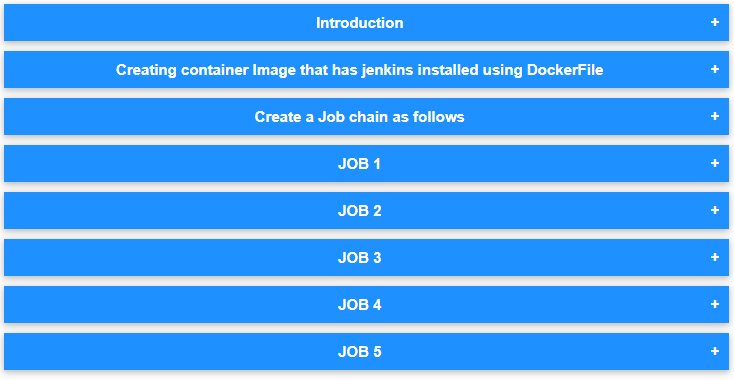 Introduction +
Creating container Image that has jenkins installed using DockerFile +
Create a Job chain as follows +
JOB 1 +
JOB 2 +
JOB 3 +
JOB 4 +
JOB 5 +